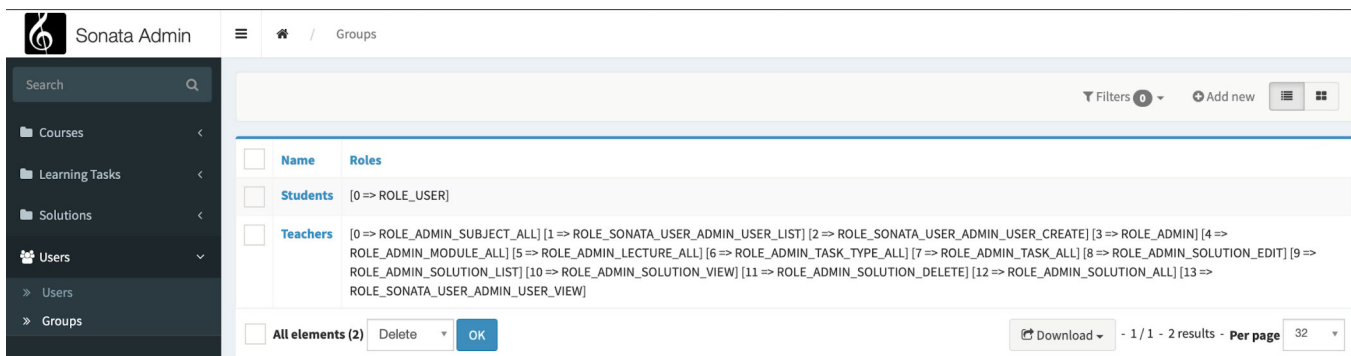 Sonata Admin
/ Groups
Search
Filters 0
Add new
Courses
Learning Tasks
Solutions
Users
» Users
» Groups
Name Roles
Students [0 => ROLE_USER]
Teachers [0 => ROLE_ADMIN_SUBJECT_ALL] [1 => ROLE_SONATA_USER_ADMIN_USER_LIST] [2 => ROLE_SONATA_USER_ADMIN_USER_CREATE] [3 => ROLE_ADMIN] [4 =>
ROLE_ADMIN_MODULE_ALL] [5 => ROLE_ADMIN_LECTURE_ALL] [6 => ROLE_ADMIN_TASK_TYPE_ALL] [7 => ROLE_ADMIN_TASK_ALL] [8 => ROLE_ADMIN_SOLUTION_EDIT] [9 =>
ROLE_ADMIN_SOLUTION_LIST] [10 => ROLE_ADMIN_SOLUTION_VIEW] [11 => ROLE_ADMIN_SOLUTION_DELETE] [12 => ROLE_ADMIN_SOLUTION_ALL] [13 =>
ROLE_SONATA_USER_ADMIN_USER_VIEW]
All elements (2) Delete OK Download - 1 / 1 - 2 results - Per page 32